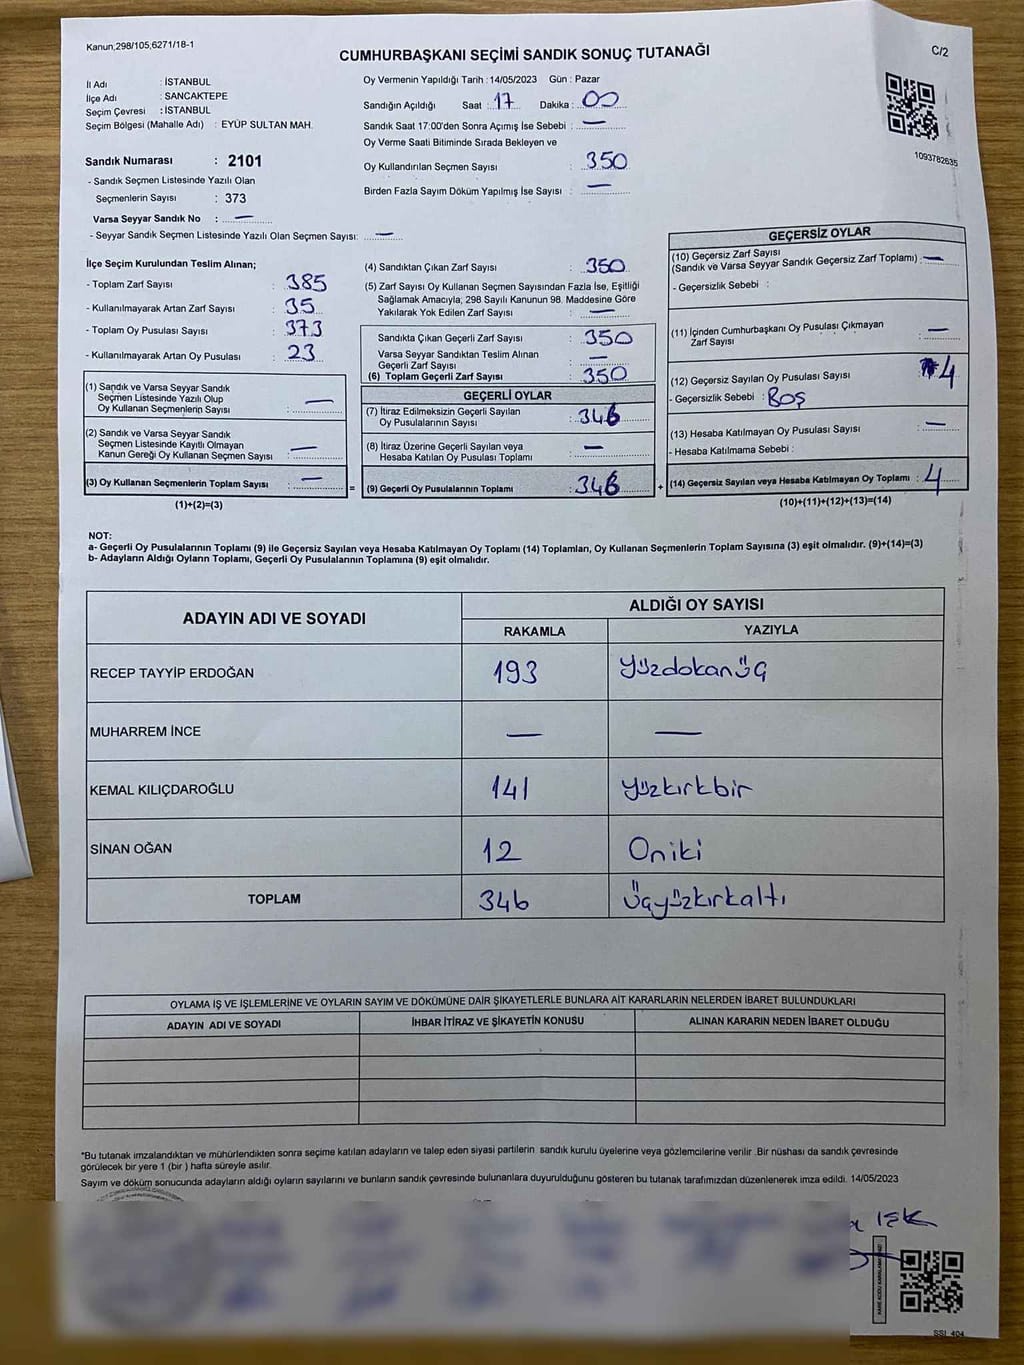 Kanun;298/105;6271/18-1
CUMHURBAŞKANI SEÇİMİ SANDIK SONUÇ TUTANAĞI
C/2
İl Adı : İSTANBUL
İlçe Adı : SANCAKTEPE
Seçim Çevresi : İSTANBUL
Seçim Bölgesi (Mahalle Adı) : EYÜP SULTAN MAH.
Sandık Numarası : 2101
- Sandık Seçmen Listesinde Yazılı Olan
Seçmenlerin Sayısı : 373
Varsa Seyyar Sandık No : —
- Seyyar Sandık Seçmen Listesinde Yazılı Olan Seçmen Sayısı: —
Oy Vermenin Yapıldığı Tarih : 14/05/2023 Gün : Pazar
Sandığın Açıldığı Saat : 17 Dakika : 00
Sandık Saat 17:00'den Sonra Açımış İse Sebebi : —
Oy Verme Saati Bitiminde Sırada Bekleyen ve
Oy Kullandırılan Seçmen Sayısı : 350
Birden Fazla Sayım Döküm Yapılmış İse Sayısı : —
1093782635
İlçe Seçim Kurulundan Teslim Alınan;
- Toplam Zarf Sayısı : 385
- Kullanılmayarak Artan Zarf Sayısı : 35
- Toplam Oy Pusulası Sayısı : 373
- Kullanılmayarak Artan Oy Pusulası : 23
(1) Sandık ve Varsa Seyyar Sandık
Seçmen Listesinde Yazılı Olup
Oy Kullanan Seçmenlerin Sayısı : —
(2) Sandık ve Varsa Seyyar Sandık
Seçmen Listesinde Kayıtlı Olmayan
Kanun Gereği Oy Kullanan Seçmen Sayısı : —
(3) Oy Kullanan Seçmenlerin Toplam Sayısı : —
(1)+(2)=(3)
(4) Sandıktan Çıkan Zarf Sayısı : 350
(5) Zarf Sayısı Oy Kullanan Seçmen Sayısından Fazla İse, Eşitliği
Sağlamak Amacıyla, 298 Sayılı Kanunun 98. Maddesine Göre
Yakılarak Yok Edilen Zarf Sayısı : —
Sandıkta Çıkan Geçerli Zarf Sayısı : 350
Varsa Seyyar Sandıktan Teslim Alınan
Geçerli Zarf Sayısı : —
(6) Toplam Geçerli Zarf Sayısı : 350
GEÇERLİ OYLAR
(7) İtiraz Edilmeksizin Geçerli Sayılan
Oy Pusulalarının Sayısı : 346
(8) İtiraz Üzerine Geçerli Sayılan veya
Hesaba Katılan Oy Pusulası Toplamı : —
= (9) Geçerli Oy Pusulalarının Toplamı : 346 +
GEÇERSİZ OYLAR
(10) Geçersiz Zarf Sayısı
(Sandık ve Varsa Seyyar Sandık Geçersiz Zarf Toplamı) : —
- Geçersizlik Sebebi :
(11) İçinden Cumhurbaşkanı Oy Pusulası Çıkmayan
Zarf Sayısı : —
(12) Geçersiz Sayılan Oy Pusulası Sayısı : 4
- Geçersizlik Sebebi : Boş
(13) Hesaba Katılmayan Oy Pusulası Sayısı : —
- Hesaba Katılmama Sebebi :
(14) Geçersiz Sayılan veya Hesaba Katılmayan Oy Toplamı : 4
(10)+(11)+(12)+(13)=(14)
NOT:
a- Geçerli Oy Pusulalarının Toplamı (9) ile Geçersiz Sayılan veya Hesaba Katılmayan Oy Toplamı (14) Toplamları, Oy Kullanan Seçmenlerin Toplam Sayısına (3) eşit olmalıdır. (9)+(14)=(3)
b- Adayların Aldığı Oyların Toplamı, Geçerli Oy Pusulalarının Toplamına (9) eşit olmalıdır.
ADAYIN ADI VE SOYADI ALDIĞI OY SAYISI
RAKAMLA YAZIYLA
RECEP TAYYİP ERDOĞAN 193 Yüzdokanüç
MUHARREM İNCE — —
KEMAL KILIÇDAROĞLU 141 yüzkırkbir
SİNAN OĞAN 12 Oniki
TOPLAM 346 Üçyüzkırkaltı
OYLAMA İŞ VE İŞLEMLERİNE VE OYLARIN SAYIM VE DÖKÜMÜNE DAİR ŞİKAYETLERLE BUNLARA AİT KARARLARIN NELERDEN İBARET BULUNDUKLARI
ADAYIN ADI VE SOYADI İHBAR İTİRAZ VE ŞİKAYETİN KONUSU ALINAN KARARIN NEDEN İBARET OLDUĞU
*Bu tutanak imzalandıktan ve mühürlendikten sonra seçime katılan adayların ve talep eden siyasi partilerin sandık kurulu üyelerine veya gözlemcilerine verilir .Bir nüshası da sandık çevresinde
görülecek bir yere 1 (bir ) hafta süreyle asılır.
Sayım ve döküm sonucunda adayların aldığı oyların sayılarını ve bunların sandık çevresinde bulunanlara duyurulduğunu gösteren bu tutanak tarafımızdan düzenlenerek imza edildi. 14/05/2023
SSİ_404